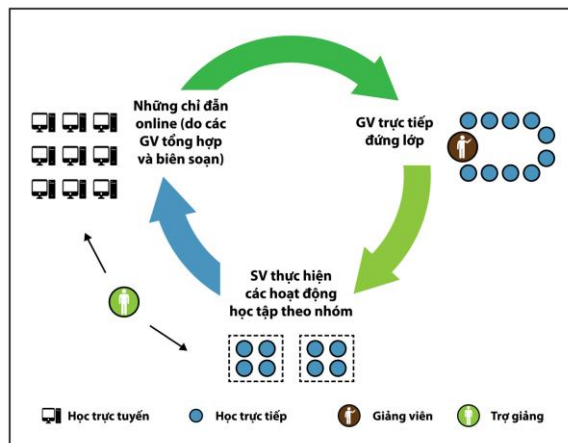 Những chỉ dẫn
online (do các
GV tổng hợp
và biên soạn)
GV trực tiếp
đứng lớp
SV thực hiện
các hoạt động
học tập theo nhóm
Học trực tuyến
Học trực tiếp
Giảng viên
Trợ giảng